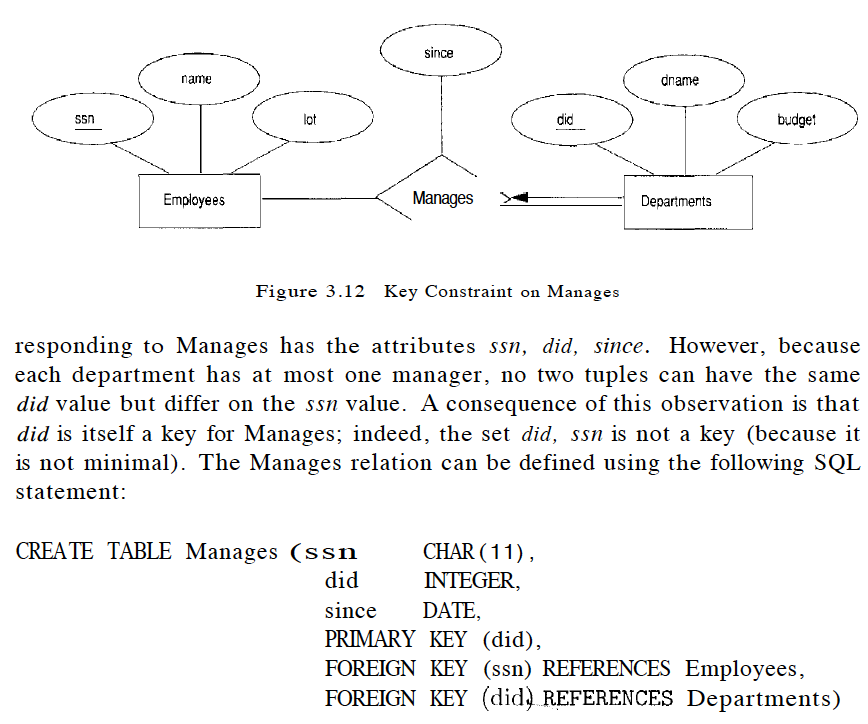 since
name
dname
ssn
lot
did
budget
Employees
Manages
Departments
Figure 3.12 Key Constraint on Manages
responding to Manages has the attributes ssn, did, since. However, because
each department has at most one manager, no two tuples can have the same
did value but differ on the ssn value. A consequence of this observation is that
did is itself a key for Manages; indeed, the set did, ssn is not a key (because it
is not minimal). The Manages relation can be defined using the following SQL
statement:
CREATE TABLE Manages (ssn CHAR(11),
did INTEGER,
since DATE,
PRIMARY KEY (did),
FOREIGN KEY (ssn) REFERENCES Employees,
FOREIGN KEY (did) REFERENCES Departments)